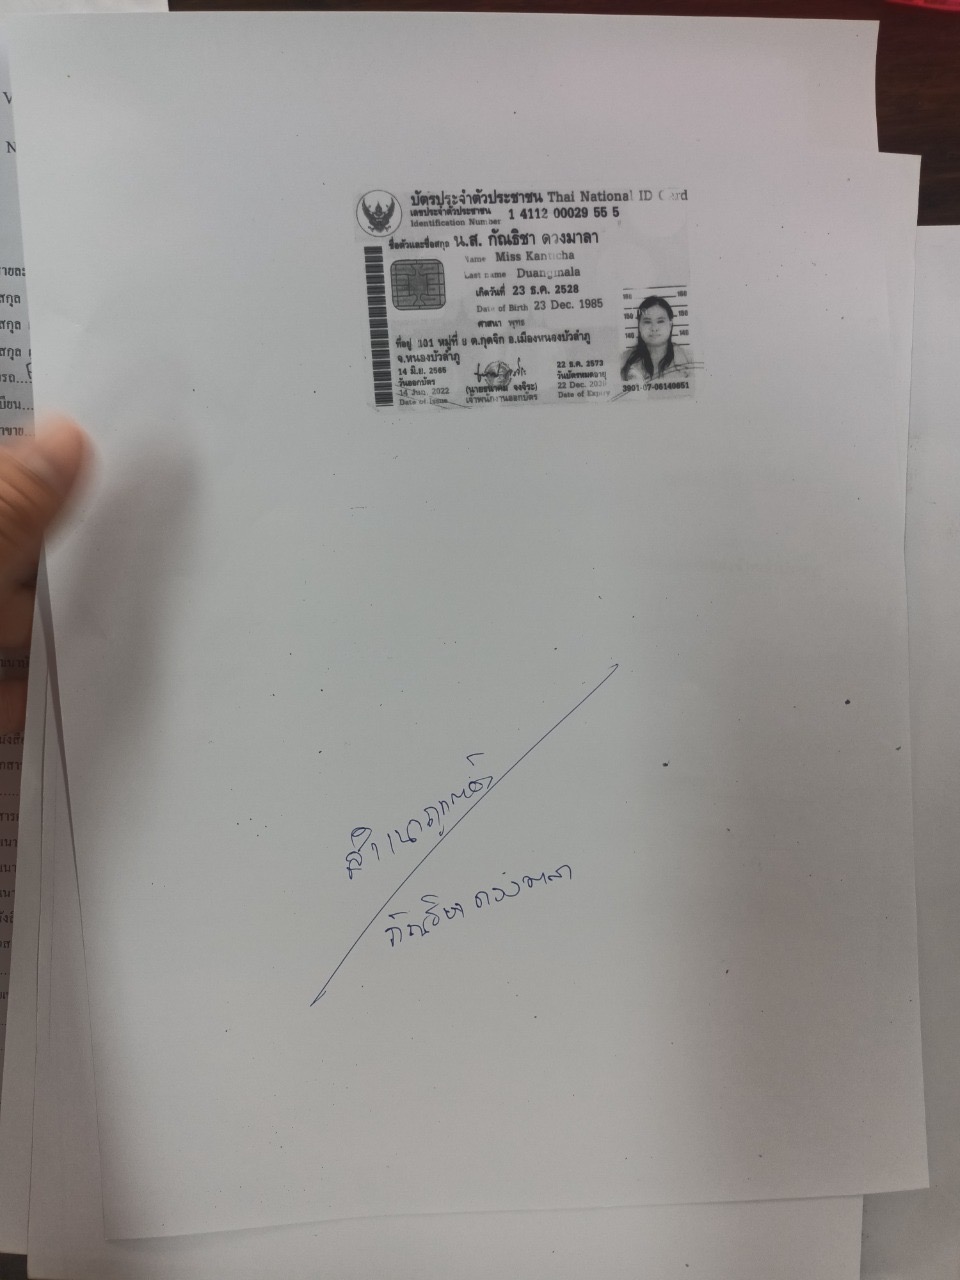 บัตรประจำตัวประชาชน Thai National ID Card
เลขประจำตัวประชาชน
Identification Number
1 4112 00029 55 5
ชื่อตัวและชื่อสกุล น.ส. กัณธิชา ดวงมาลา
Name Miss Kanticha
Last name Duangmala
เกิดวันที่ 23 ธ.ค. 2528
Date of Birth 23 Dec. 1985
ศาสนา พุทธ
ที่อยู่ 301 หมู่ที่ ต.กุดจิก อ.เมืองหนองบัวลำภู
จ.หนองบัวลำภู
14 มิ.ย. 2565
วันออกบัตร
14 Jun. 2022
Date of Issue
เจ้าพนักงานออกบัตร
22 ธ.ค. 2573
วันบัตรหมดอายุ
22 Dec.
Date of Expiry
180 180
160 160
140 140
3901-07-06140951
สำเนาถูกต้อง
กัณธิชา ดวงมาลา